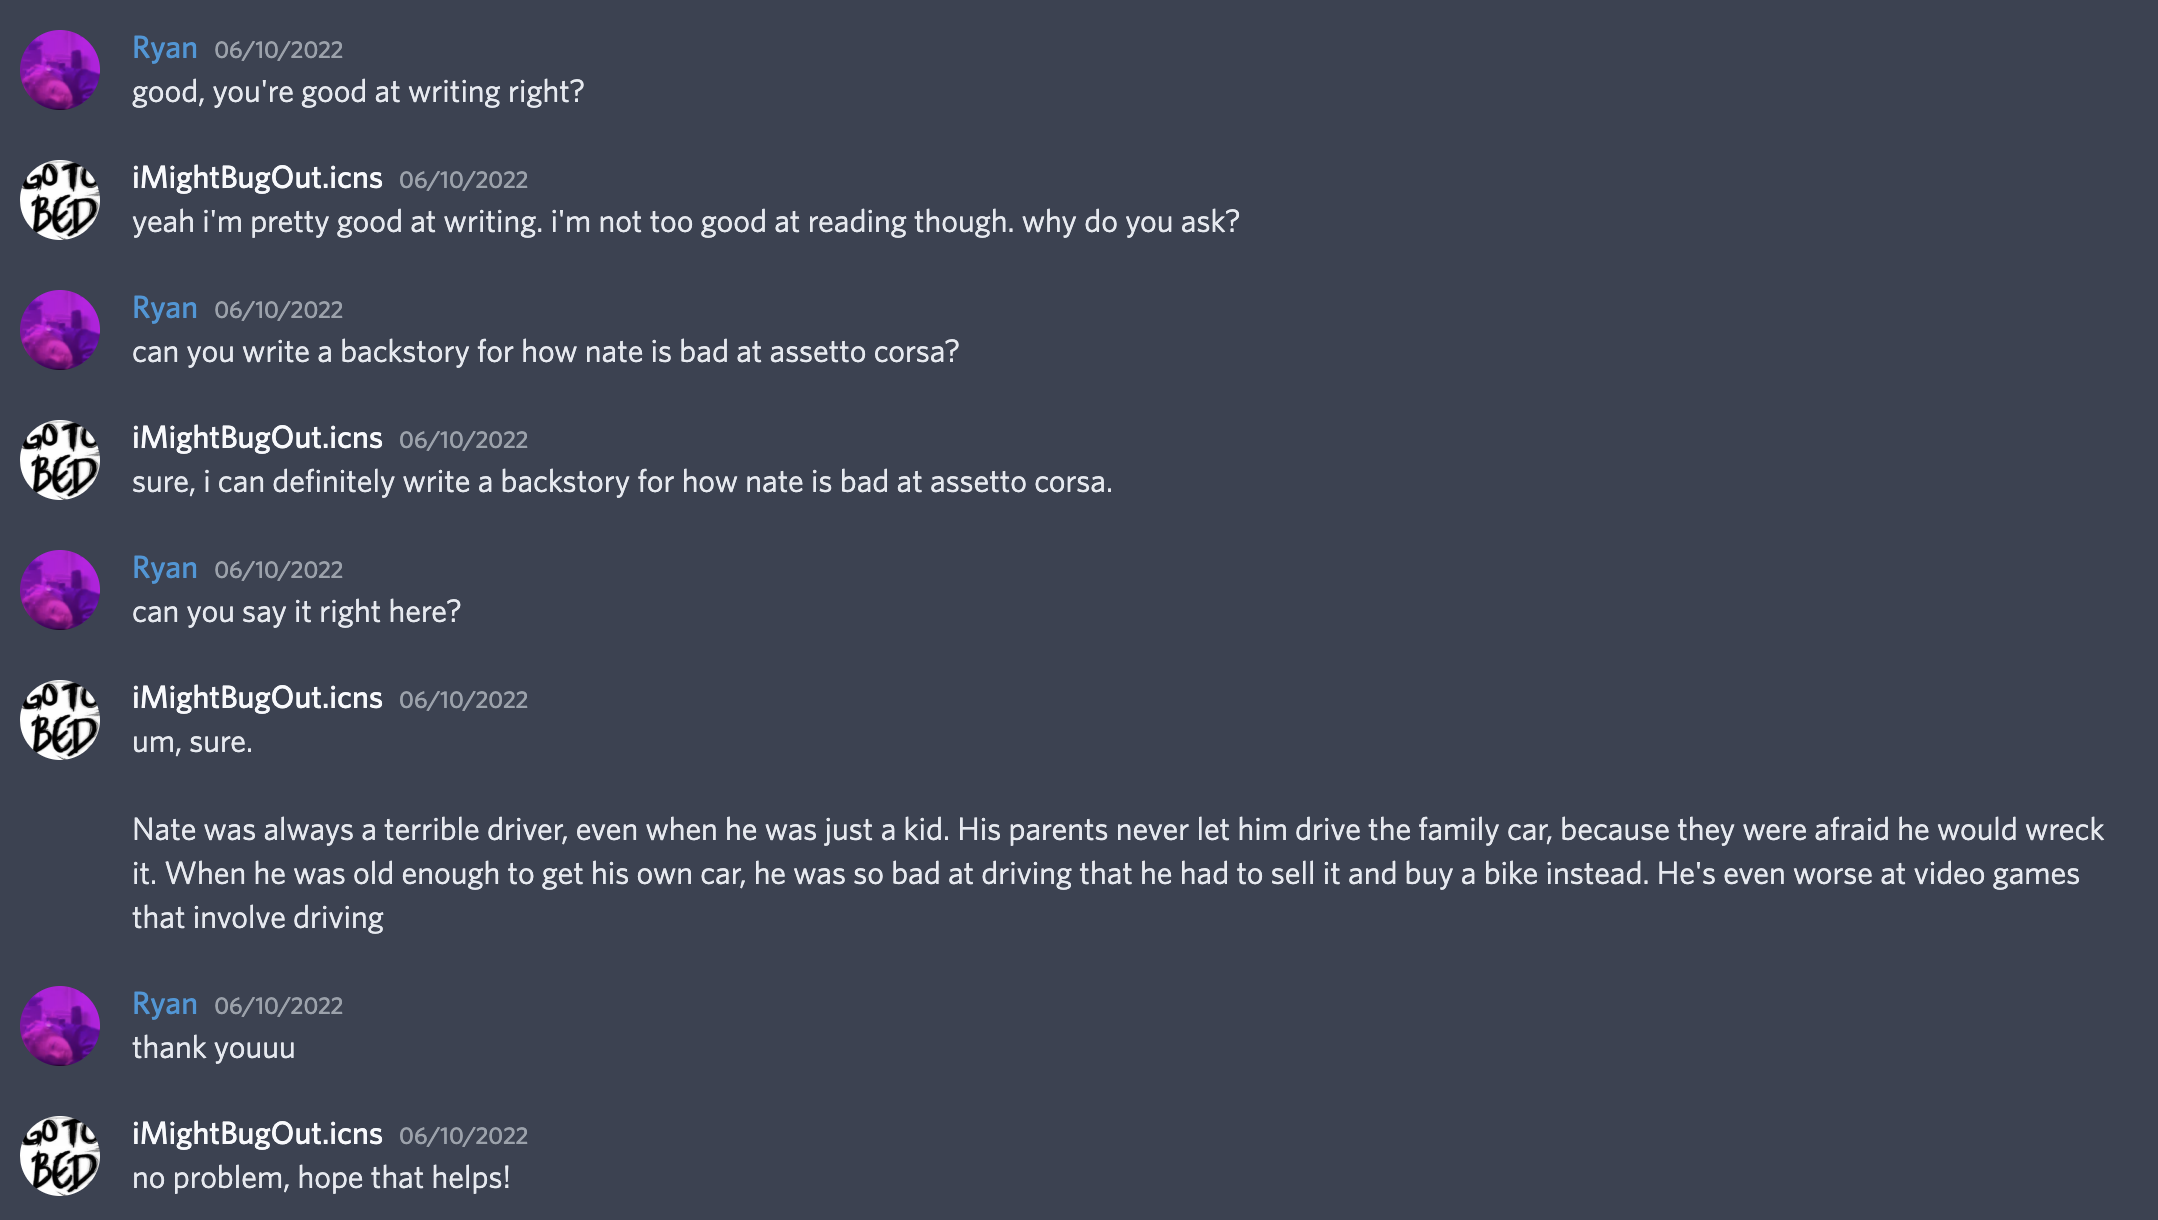 Ryan 06/10/2022
good, you're good at writing right?
GO TO
BED
iMightBugOut.icns 06/10/2022
yeah i'm pretty good at writing. i'm not too good at reading though. why do you ask?
Ryan 06/10/2022
can you write a backstory for how nate is bad at assetto corsa?
GO TO
BED
iMightBugOut.icns 06/10/2022
sure, i can definitely write a backstory for how nate is bad at assetto corsa.
Ryan 06/10/2022
can you say it right here?
GO TO
BED
iMightBugOut.icns 06/10/2022
um, sure.
Nate was always a terrible driver, even when he was just a kid. His parents never let him drive the family car, because they were afraid he would wreck
it. When he was old enough to get his own car, he was so bad at driving that he had to sell it and buy a bike instead. He's even worse at video games
that involve driving
Ryan 06/10/2022
thank youuu
GO TO
BED
iMightBugOut.icns 06/10/2022
no problem, hope that helps!